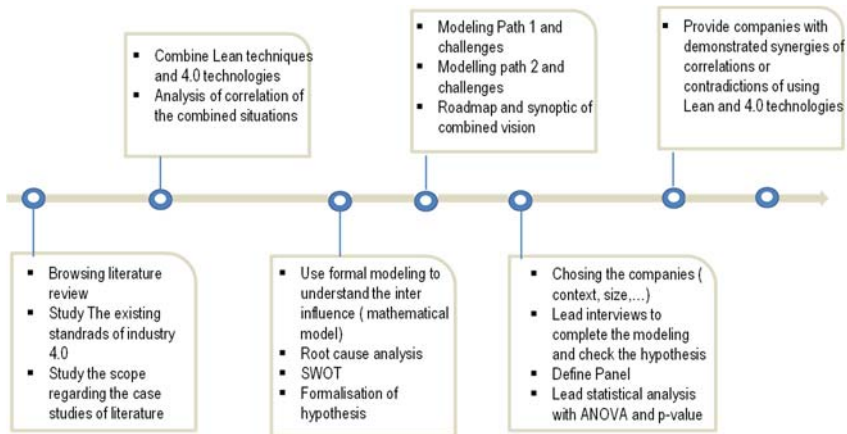 ▪ Combine Lean techniques
and 4.0 technologies
▪ Analysis of correlation of
the combined situations
▪ Modeling Path 1 and
challenges
▪ Modelling path 2 and
challenges
▪ Roadmap and synoptic of
combined vision
▪ Provide companies with
demonstrated synergies of
correlations or
contradictions of using
Lean and 4.0 technologies
▪ Browsing literature
review
▪ Study The existing
standrads of industry
4.0
▪ Study the scope
regarding the case
studies of literature
▪ Use formal modeling to
understand the inter
influence ( mathematical
model)
▪ Root cause analysis
▪ SWOT
▪ Formalisation of
hypothesis
▪ Chosing the companies (
context, size,…)
▪ Lead interviews to
complete the modeling
and check the hypothesis
▪ Define Panel
▪ Lead statistical analysis
with ANOVA and p-value